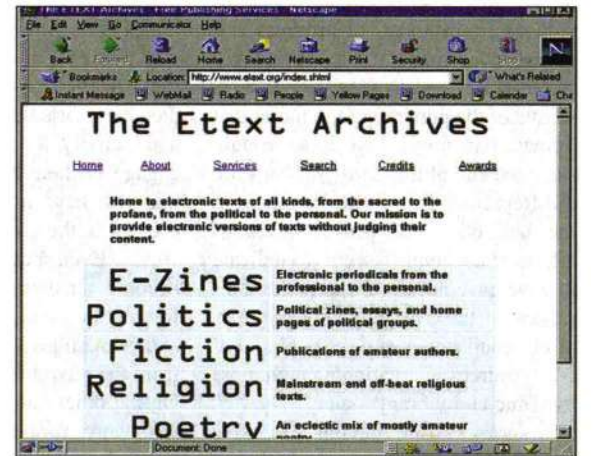 The ETEXT Archives - Free Publishing Services - Netscape
File Edit View Go Communicator Help
Back Forward Reload Home Search Netscape Print Security Shop Stop
Bookmarks Location: http://www.etext.org/index.shtml What's Related
Instant Message WebMail Radio People Yellow Pages Download Calendar
The Etext Archives
Home About Services Search Credits Awards
Home to electronic texts of all kinds, from the sacred to the
profane, from the political to the personal. Our mission is to
provide electronic versions of texts without judging their
content.
E-Zines Electronic periodicals from the
professional to the personal.
Politics Political zines, essays, and home
pages of political groups.
Fiction Publications of amateur authors.
Religion Mainstream and off-beat religious
texts.
Poetry An eclectic mix of mostly amateur
poetry.
Document: Done